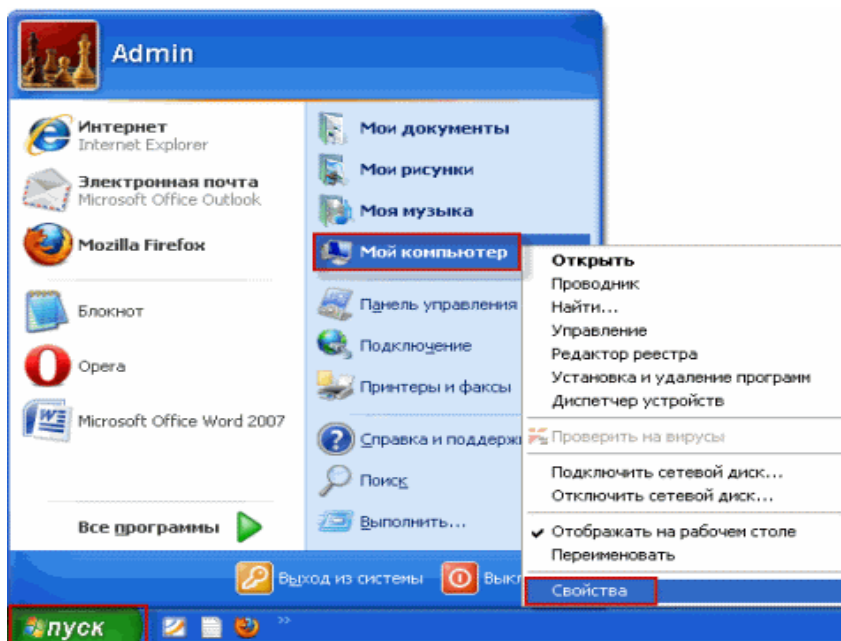 Admin
Интернет
Internet Explorer
Электронная почта
Microsoft Office Outlook
Mozilla Firefox
Блокнот
Opera
Microsoft Office Word 2007
Все программы
Мои документы
Мои рисунки
Моя музыка
Мой компьютер
Панель управления
Подключение
Принтеры и факсы
Справка и поддержк
Поиск
Выполнить...
Открыть
Проводник
Найти...
Управление
Редактор реестра
Установка и удаление программ
Диспетчер устройств
Проверить на вирусы
Подключить сетевой диск...
Отключить сетевой диск...
Отображать на рабочем столе
Переименовать
Свойства
Выход из системы
Выкл
пуск